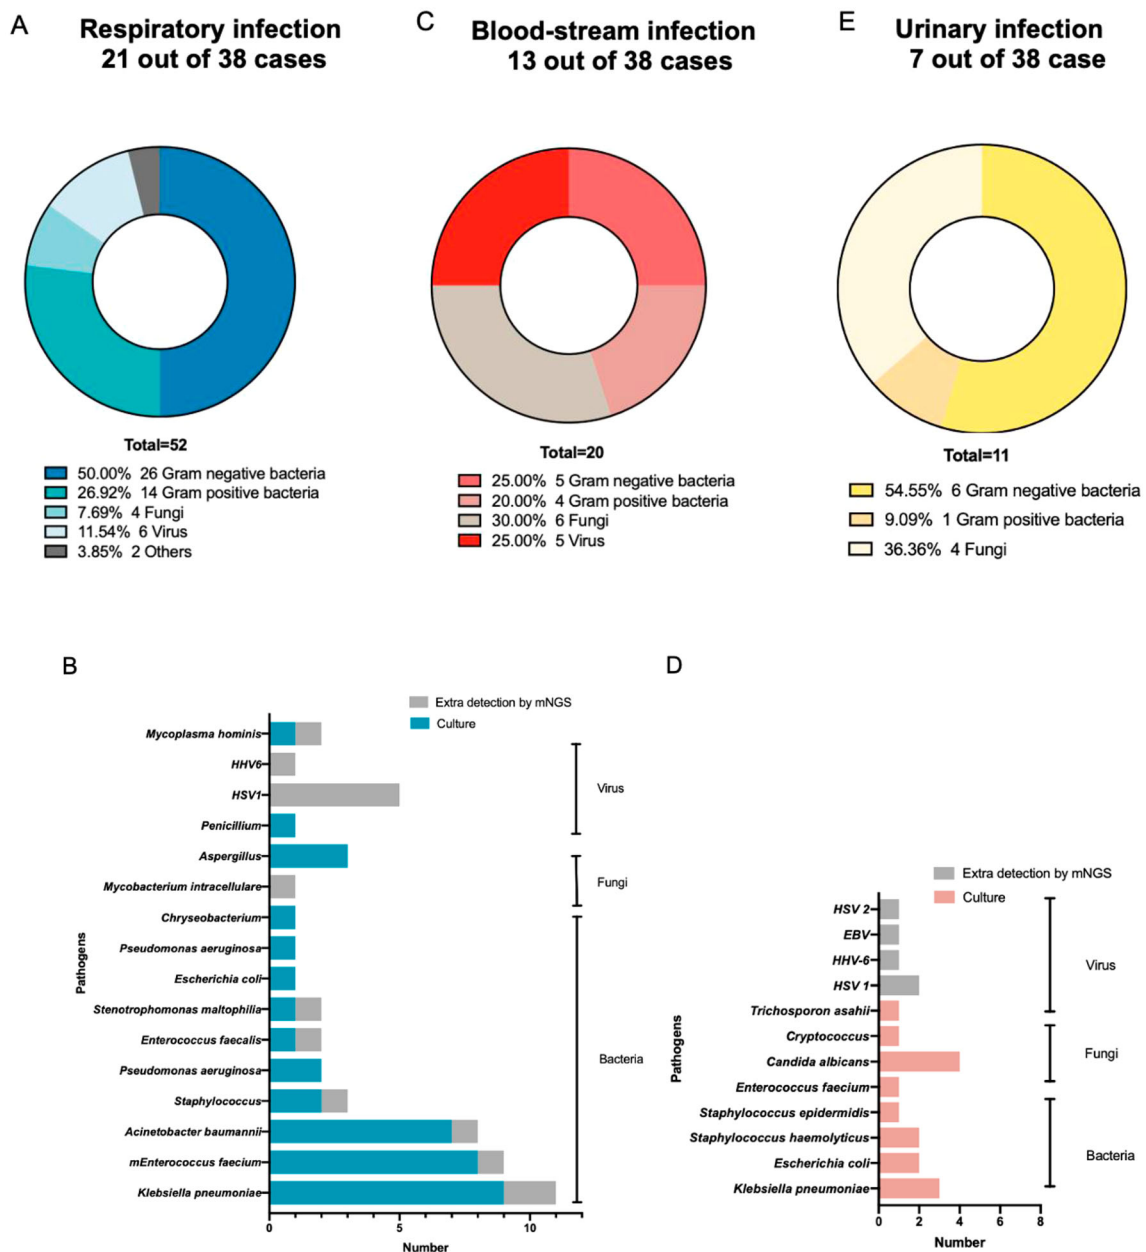 A
Respiratory infection
21 out of 38 cases
C
Blood-stream infection
13 out of 38 cases
E
Urinary infection
7 out of 38 case
Total=52
50.00% 26 Gram negative bacteria
26.92% 14 Gram positive bacteria
7.69% 4 Fungi
11.54% 6 Virus
3.85% 2 Others
Total=20
25.00% 5 Gram negative bacteria
20.00% 4 Gram positive bacteria
30.00% 6 Fungi
25.00% 5 Virus
Total=11
54.55% 6 Gram negative bacteria
9.09% 1 Gram positive bacteria
36.36% 4 Fungi
B
Extra detection by mNGS
Culture
Pathogens
Mycoplasma hominis
HHV6
HSV1
Penicillium
Aspergillus
Mycobacterium intracellulare
Chryseobacterium
Pseudomonas aeruginosa
Escherichia coli
Stenotrophomonas maltophilia
Enterococcus faecalis
Pseudomonas aeruginosa
Staphylococcus
Acinetobacter baumannii
mEnterococcus faecium
Klebsiella pneumoniae
Virus
Fungi
Bacteria
0 5 10
Number
D
Extra detection by mNGS
Culture
Pathogens
HSV 2
EBV
HHV-6
HSV 1
Trichosporon asahii
Cryptococcus
Candida albicans
Enterococcus faecium
Staphylococcus epidermidis
Staphylococcus haemolyticus
Escherichia coli
Klebsiella pneumoniae
Virus
Fungi
Bacteria
0 2 4 6 8
Number